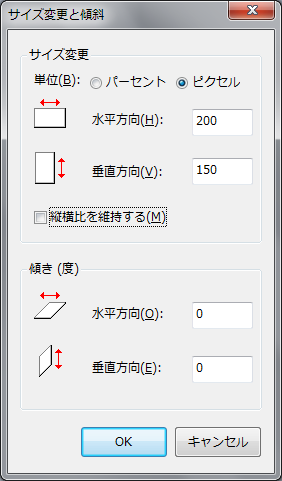 サイズ変更と傾斜
サイズ変更
単位(B): パーセント ピクセル
水平方向(H): 200
垂直方向(V): 150
縦横比を維持する(M)
傾き (度)
水平方向(O): 0
垂直方向(E): 0
OK キャンセル